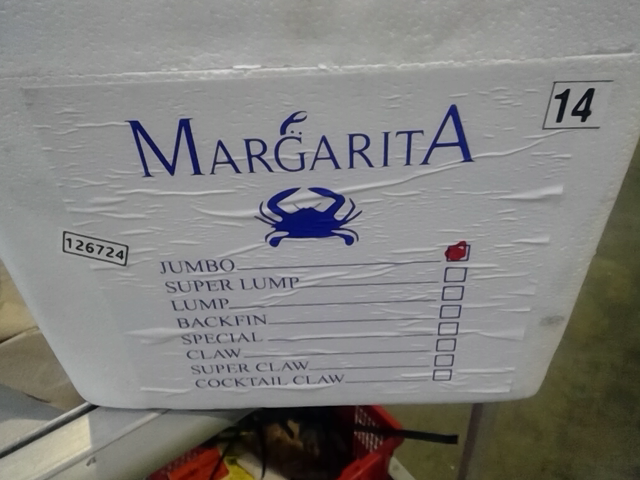 14
MARGARITA
126724
JUMBO
SUPER LUMP
LUMP
BACKFIN
SPECIAL
CLAW
SUPER CLAW
COCKTAIL CLAW